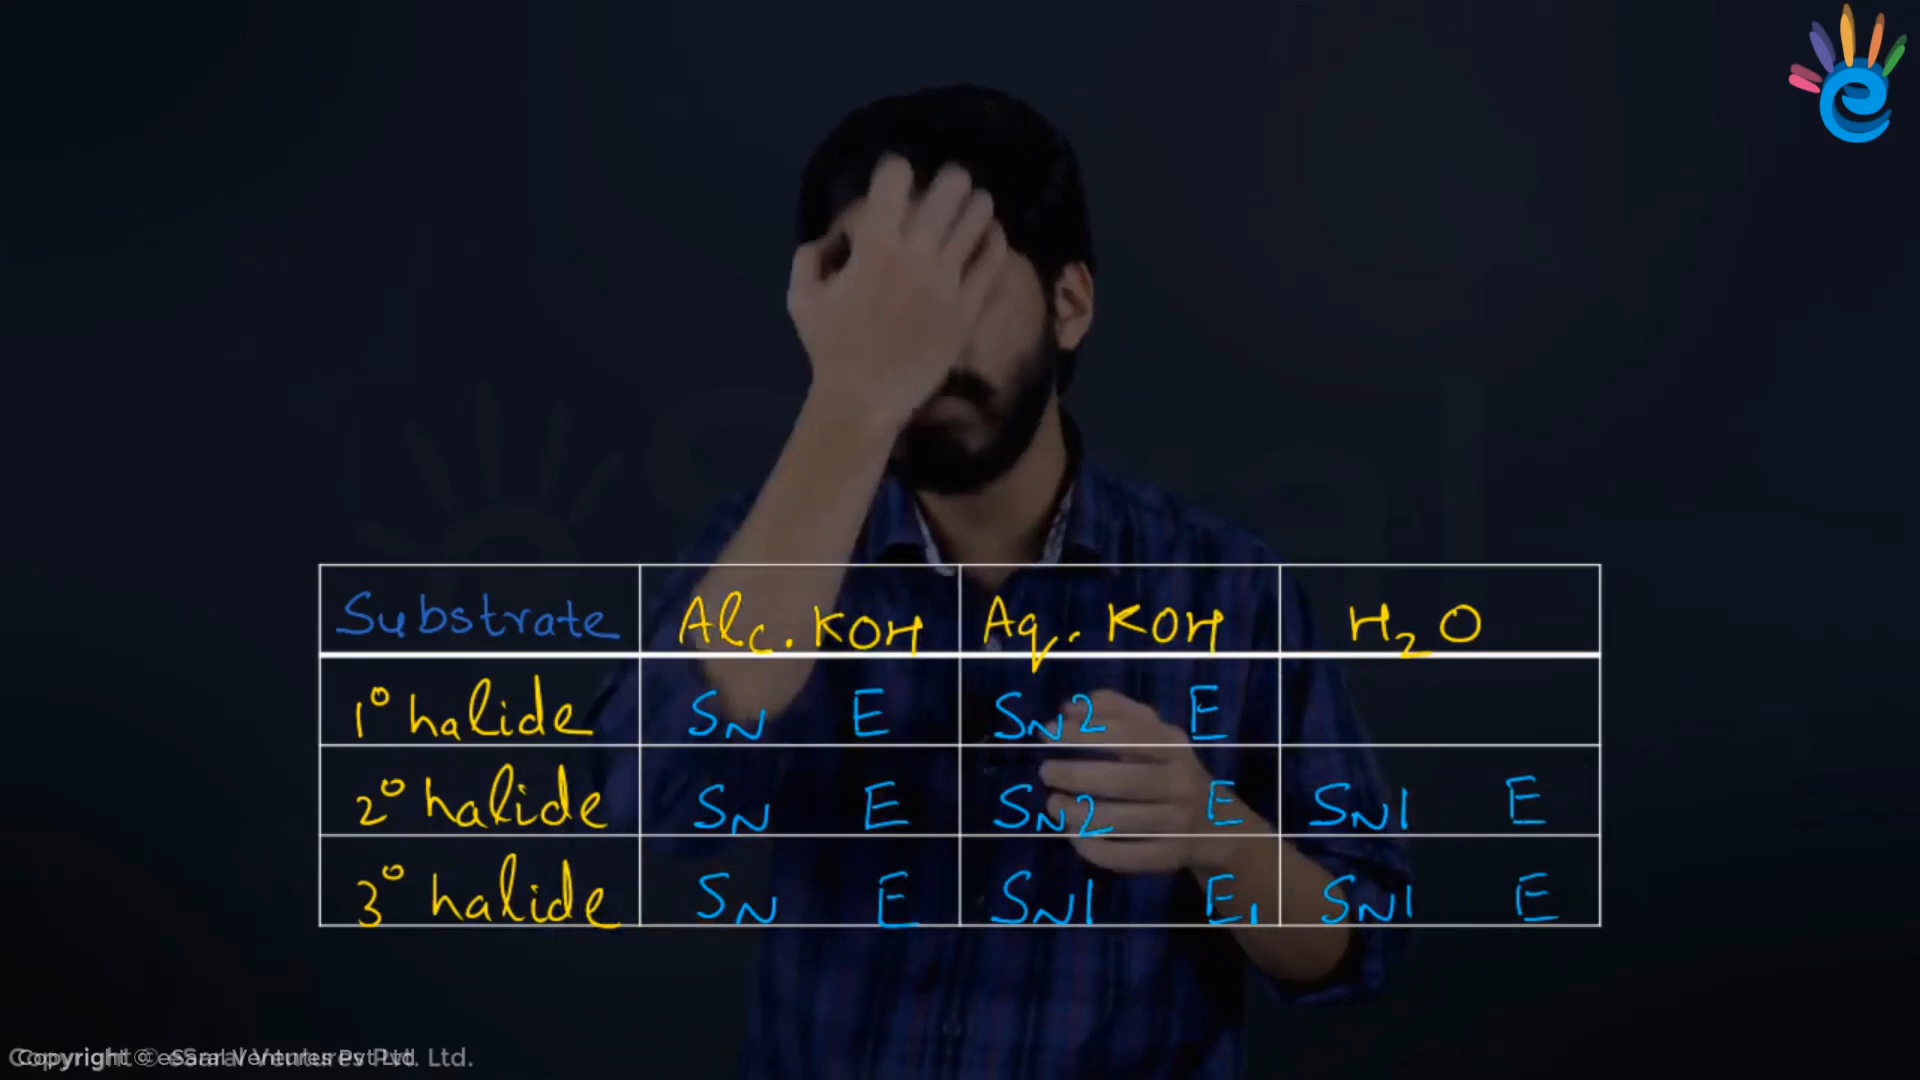 Substrate Alc. KOH Aq. KOH H2O
1° halide SN E SN2 E
2° halide SN E SN2 E SN1 E
3° halide SN E SN1 E1 SN1 E
Copyright © eSaral Ventures Pvt. Ltd.